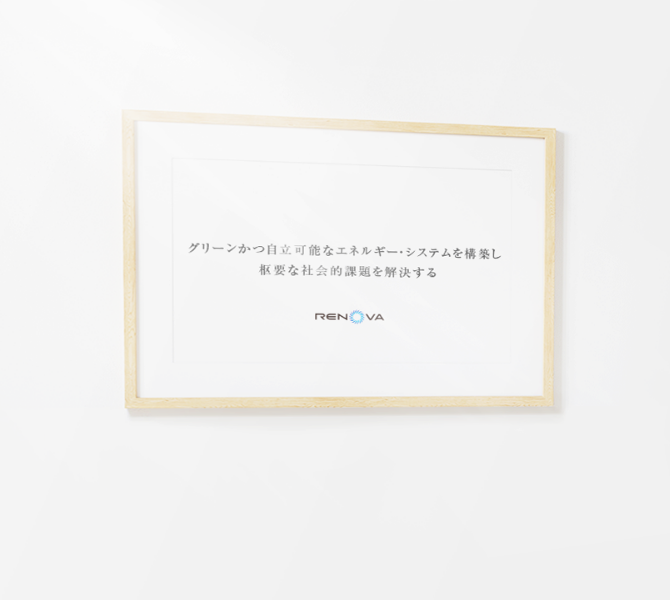 グリーンかつ自立可能なエネルギー・システムを構築し
枢要な社会的課題を解決する
RENOVA